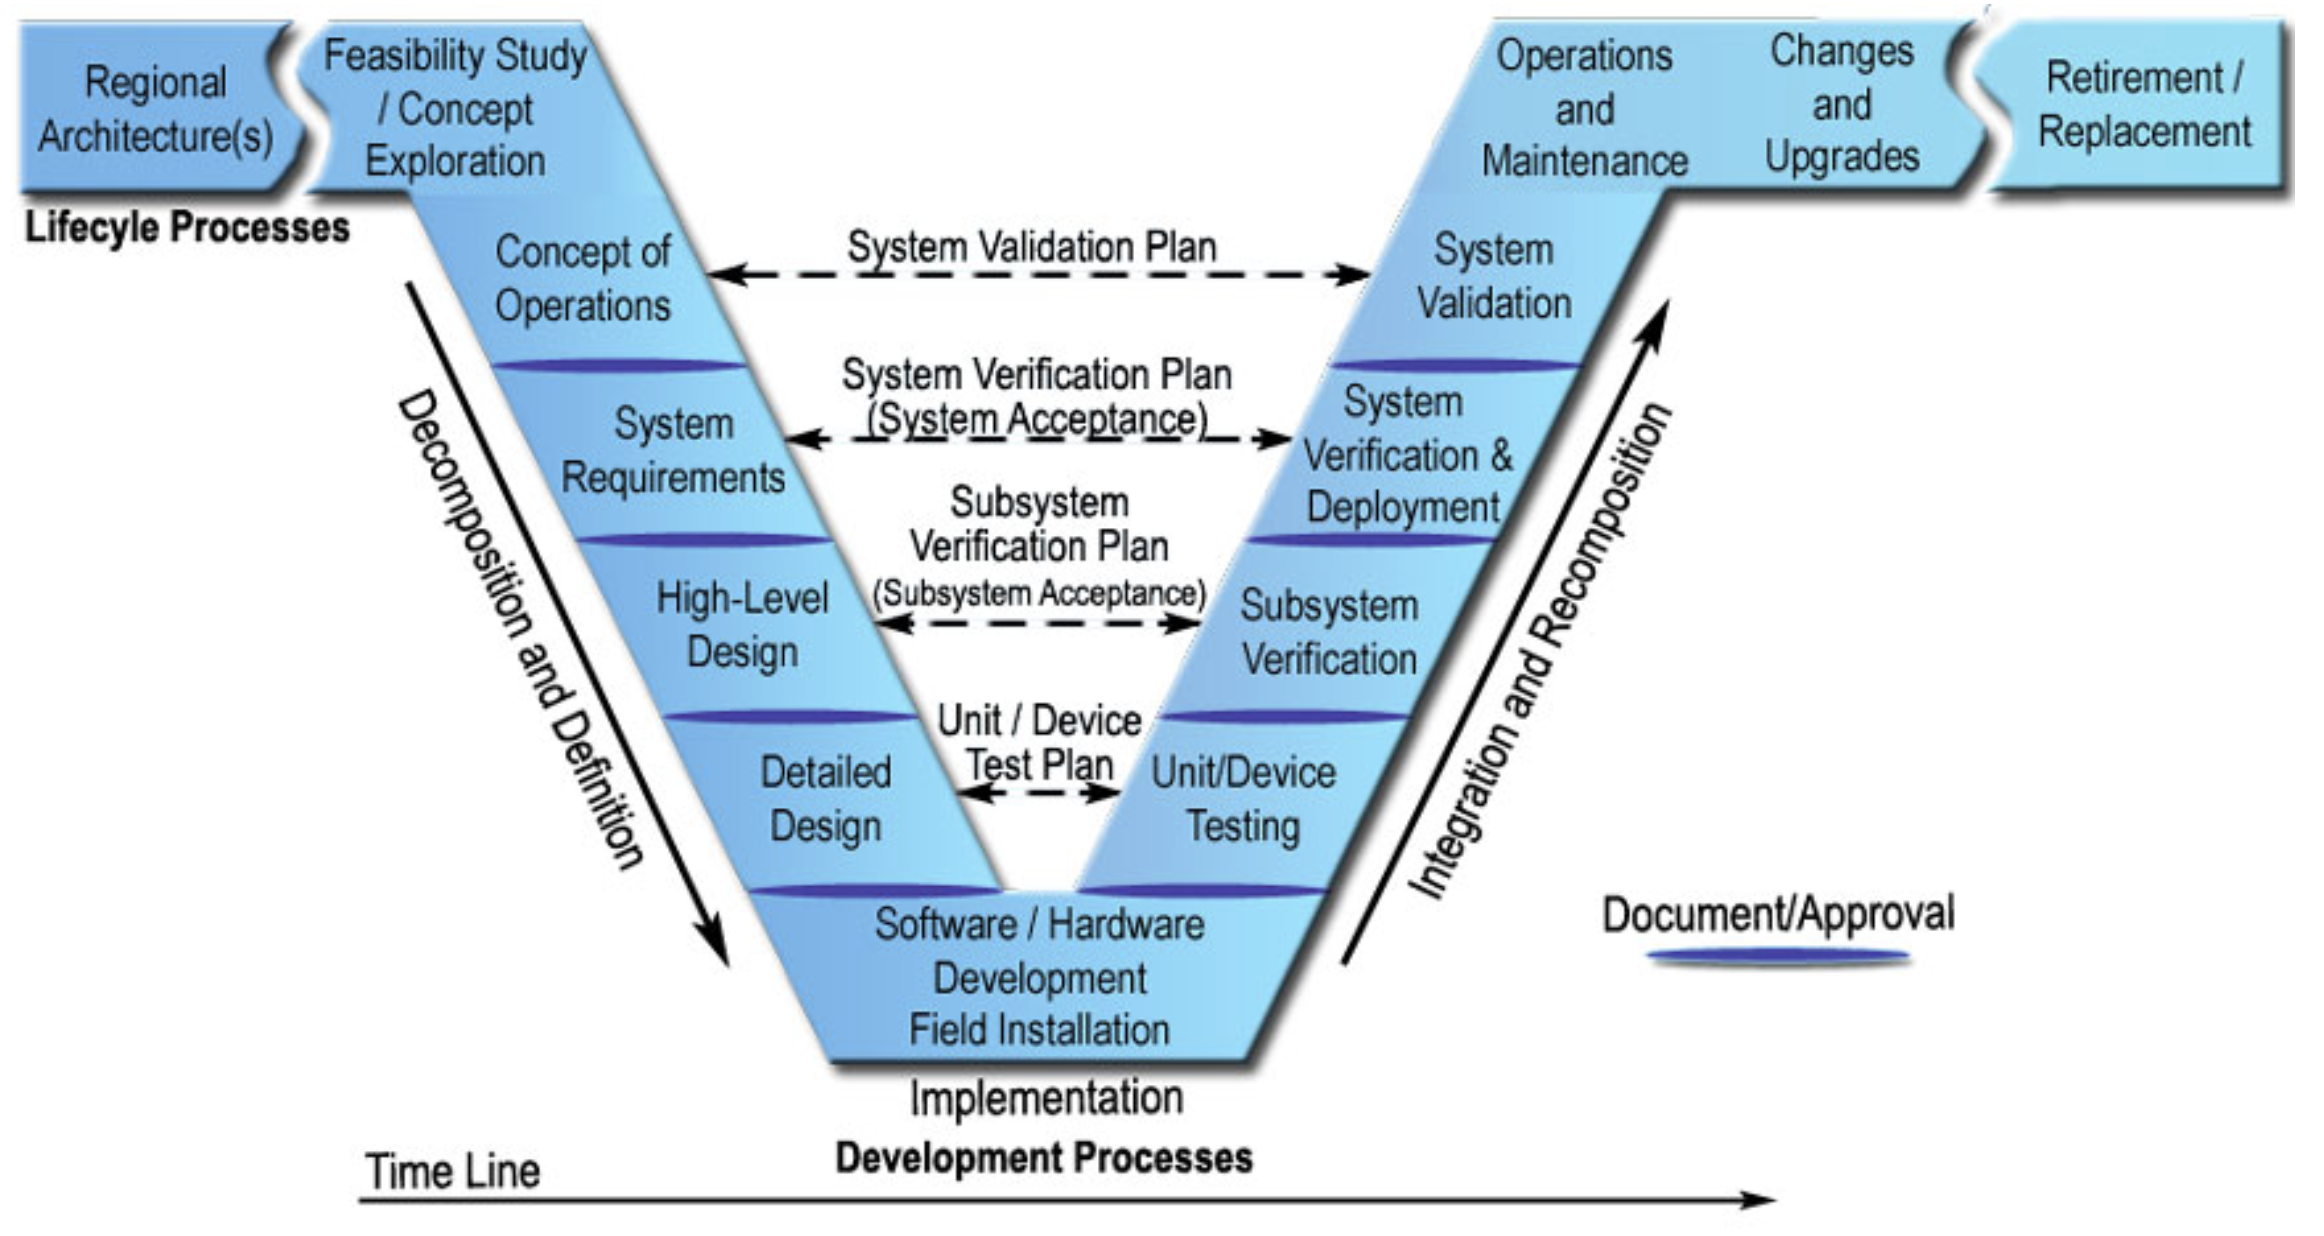 Regional
Architecture(s)
Feasibility Study
/ Concept
Exploration
Operations
and
Maintenance
Changes
and
Upgrades
Retirement /
Replacement
Lifecyle Processes
Concept of
Operations
System Validation Plan
System
Validation
System
Requirements
System Verification Plan
(System Acceptance)
System
Verification &
Deployment
High-Level
Design
Subsystem
Verification Plan
(Subsystem Acceptance)
Subsystem
Verification
Detailed
Design
Unit / Device
Test Plan
Unit/Device
Testing
Decomposition and Definition
Integration and Recomposition
Software / Hardware
Development
Field Installation
Document/Approval
Implementation
Development Processes
Time Line